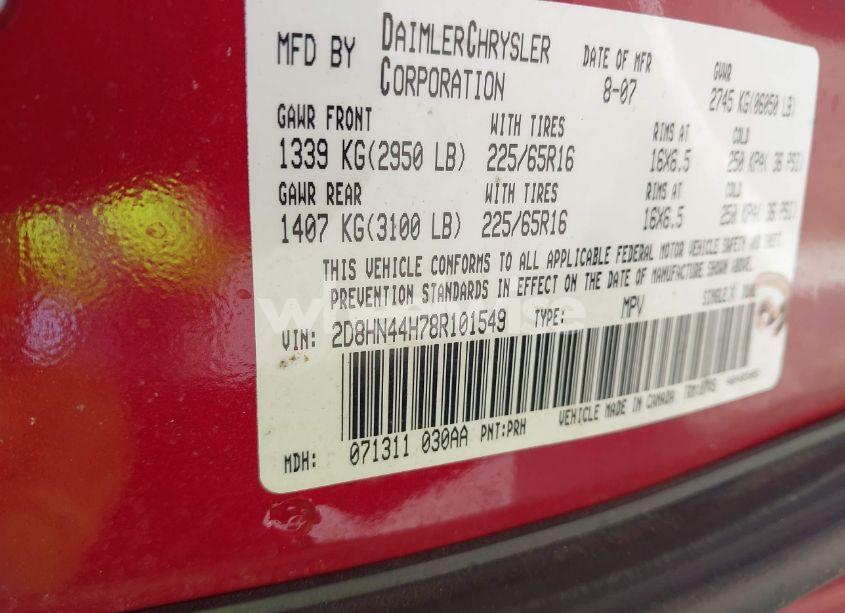 MFD BY DAIMLERCHRYSLER CORPORATION DATE OF MFR 8-07 GVWR 2745 KG(06050 LB)
GAWR FRONT WITH TIRES RIMS AT COLD
1339 KG(2950 LB) 225/65R16 16X6.5 250 KPA( 36 PSI)
GAWR REAR WITH TIRES RIMS AT COLD
1407 KG(3100 LB) 225/65R16 16X6.5 250 KPA( 36 PSI)
THIS VEHICLE CONFORMS TO ALL APPLICABLE FEDERAL MOTOR VEHICLE SAFETY AND THEFT
PREVENTION STANDARDS IN EFFECT ON THE DATE OF MANUFACTURE SHOWN ABOVE.
VIN: 2D8HN44H78R101549 TYPE: MPV SINGLE X
VEHICLE MADE IN CANADA
MDH: 071311 030AA PNT:PRH